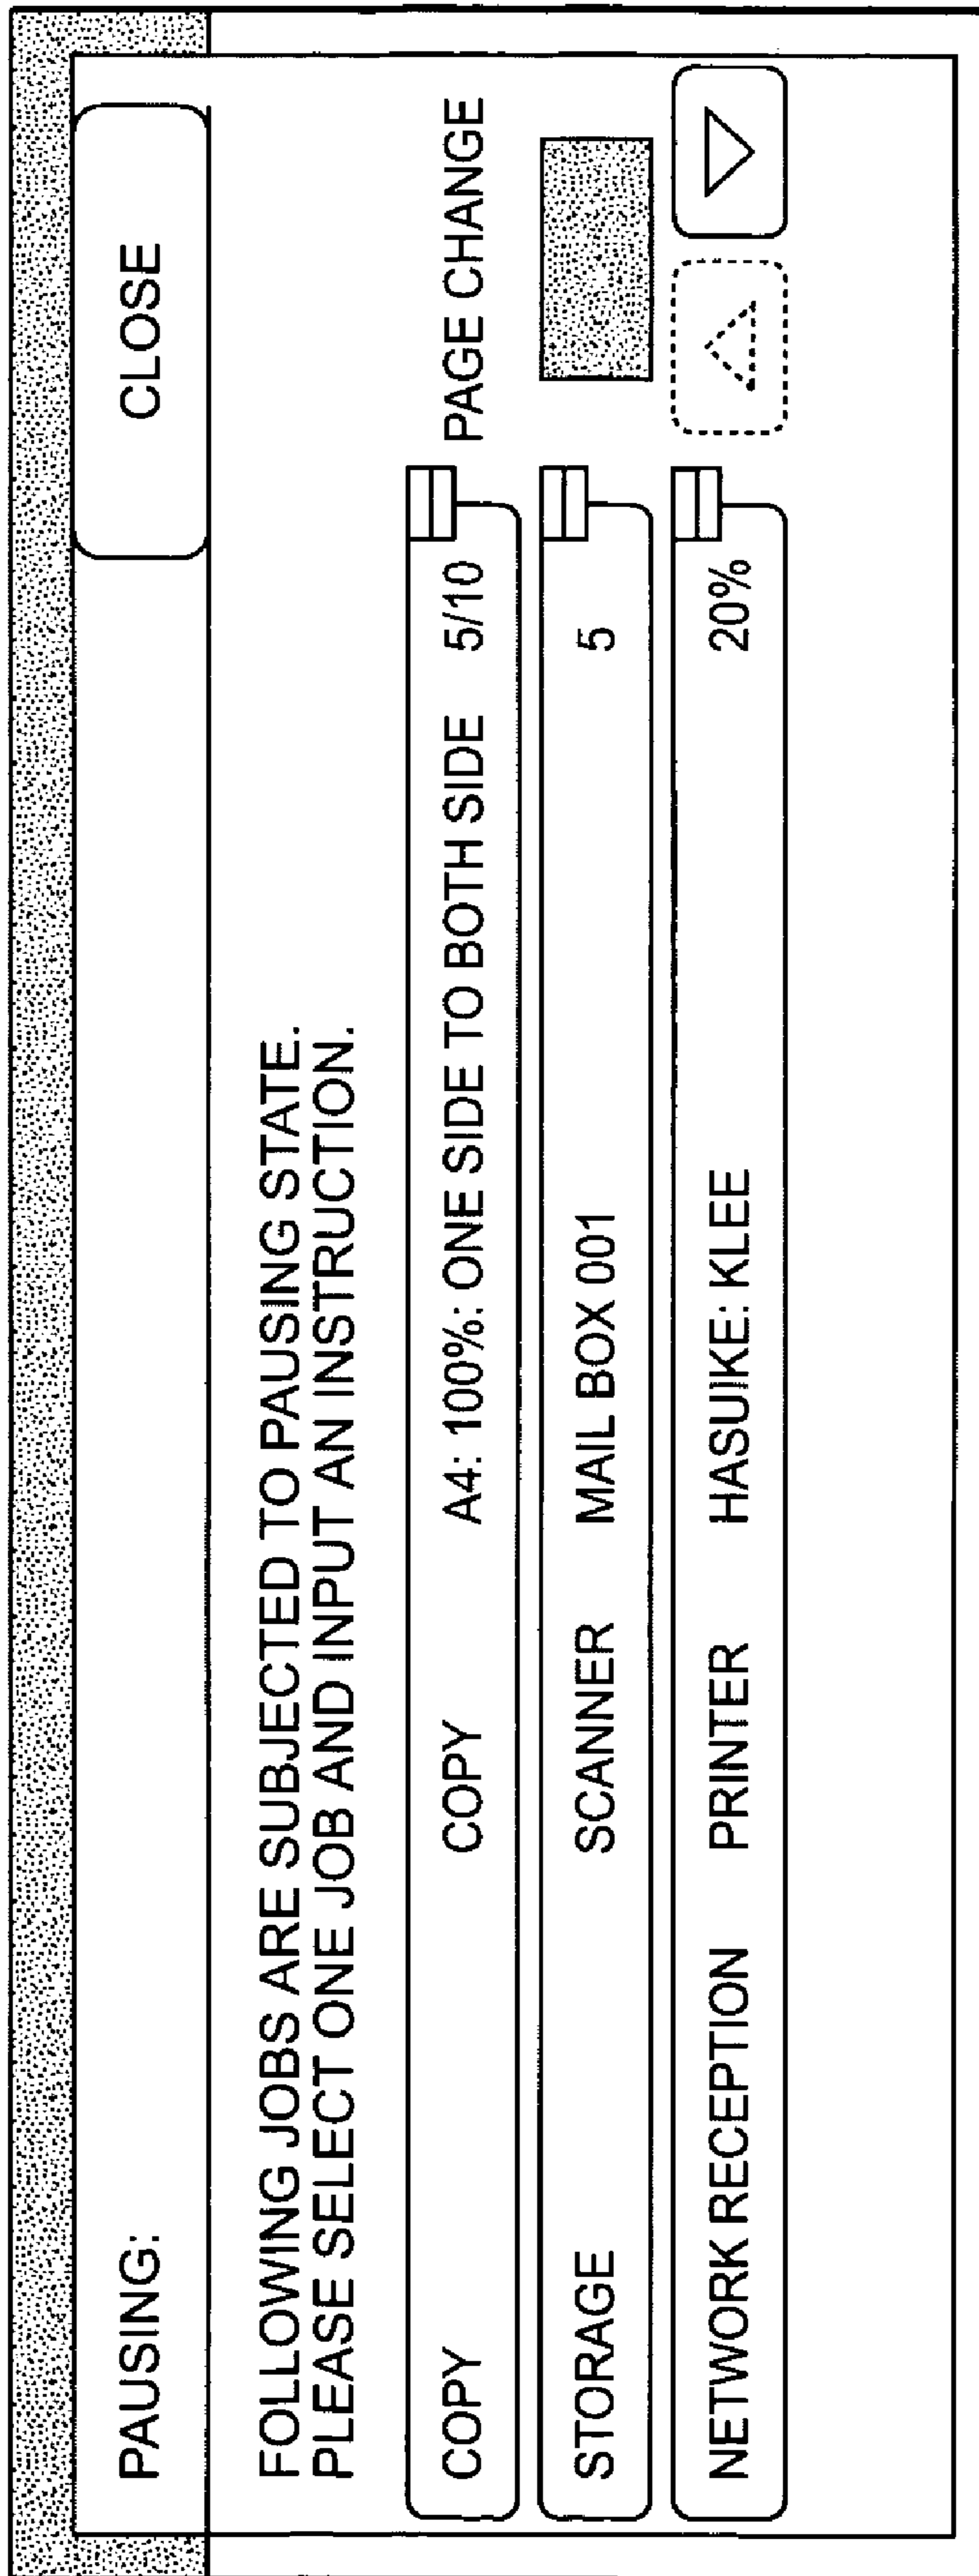 PAUSING: CLOSE
FOLLOWING JOBS ARE SUBJECTED TO PAUSING STATE.
PLEASE SELECT ONE JOB AND INPUT AN INSTRUCTION.
COPY COPY A4: 100%: ONE SIDE TO BOTH SIDE 5/10 PAGE CHANGE
STORAGE SCANNER MAIL BOX 001 5
NETWORK RECEPTION PRINTER HASUIKE: KLEE 20%